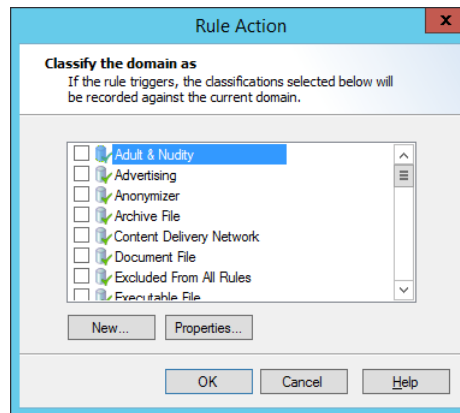 Rule Action
x
Classify the domain as
If the rule triggers, the classifications selected below will
be recorded against the current domain.
Adult & Nudity
Advertising
Anonymizer
Archive File
Content Delivery Network
Document File
Excluded From All Rules
Executable File
New...
Properties...
OK
Cancel
Help